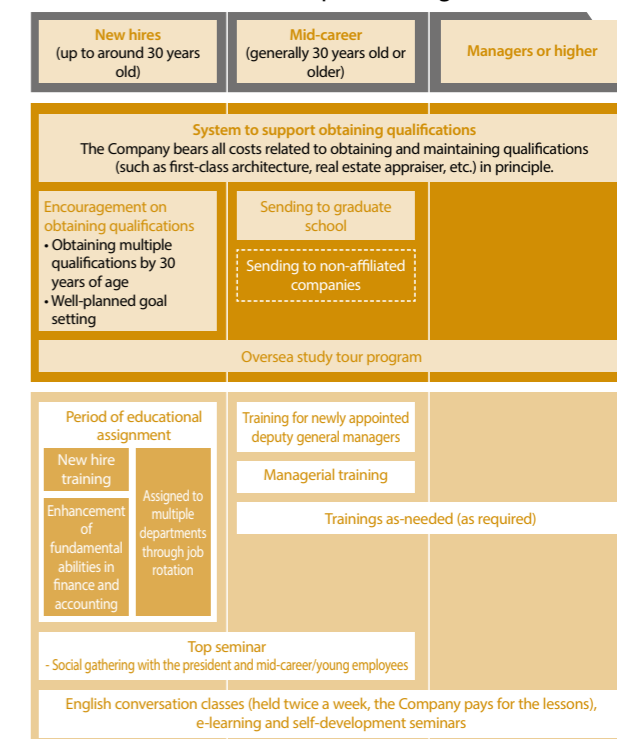 New hires
(up to around 30 years
old)
Mid-career
(generally 30 years old or
older)
Managers or higher
System to support obtaining qualifications
The Company bears all costs related to obtaining and maintaining qualifications
(such as first-class architecture, real estate appraiser, etc.) in principle.
Encouragement on
obtaining qualifications
• Obtaining multiple
qualifications by 30
years of age
• Well-planned goal
setting
Sending to graduate
school
Sending to non-affiliated
companies
Oversea study tour program
Period of educational
assignment
New hire
training
Enhancement
of
fundamental
abilities in
finance and
accounting
Assigned to
multiple
departments
through job
rotation
Training for newly appointed
deputy general managers
Managerial training
Trainings as-needed (as required)
Top seminar
- Social gathering with the president and mid-career/young employees
English conversation classes (held twice a week, the Company pays for the lessons),
e-learning and self-development seminars